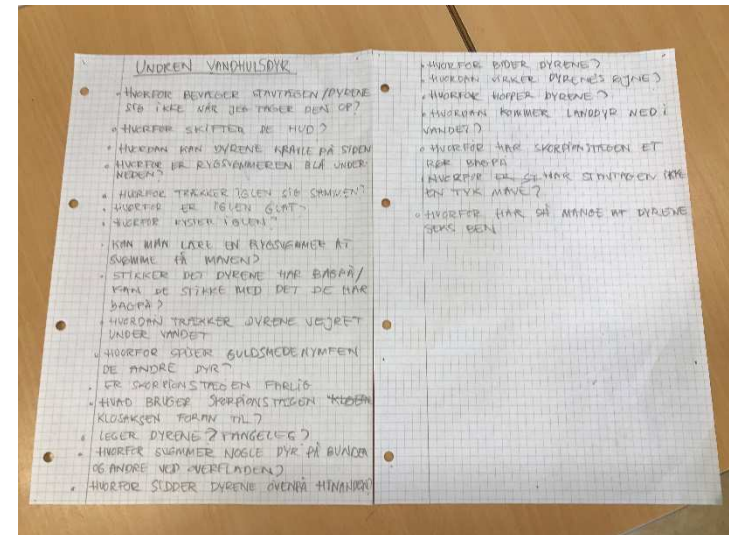 UNDREN VANDHULSDYR
• HVORFOR BEVÆGER STAVTÆGEN/DYRENE
SIG IKKE NÅR JEG TAGER DEN OP?
• HVORFOR SKIFTER DE HUD?
• HVORDAN KAN DYRENE KRAVLE PÅ SIDEN
• HVORFOR ER RYGSVØMMEREN BLÅ UNDER-
NEDEN?
• HVORFOR TRÆKKER IGLEN SIG SAMMEN?
• HVORFOR ER IGLEN GLAT?
• HVORFOR RYSTER IGLEN?
• KAN MAN LÆRE EN RYGSVØMMER AT
SVØMME PÅ MAVEN?
• STIKKER DET DYRENE HAR BAGPÅ/
KAN DE STIKKE MED DET DE HAR
BAGPÅ?
• HVORDAN TRÆKKER DYRENE VEJRET
UNDER VANDET
• HVORFOR SPISER GULDSMEDENYMFEN
DE ANDRE DYR?
• ER SKORPIONSTÆGEN FARLIG
• HVAD BRUGER SKORPIONSTÆGEN
KLOSAKSEN FORAN TIL?
• LEGER DYRENE? FANGELEG?
• HVORFOR SVØMMER NOGLE DYR PÅ BUNDEN
OG ANDRE VED OVERFLADEN?
• HVORFOR SIDDER DYRENE OVENPÅ HINANDEN?
• HVORFOR BIDER DYRENE?
• HVORDAN VIRKER DYRENES ØJNE?
• HVORFOR HOPPER DYRENE?
• HVORDAN KOMMER LANDDYR NED I
VANDET?
• HVORFOR HAR SKORPIONSTÆGEN ET
RØR BAGPÅ
• HVORFOR HAR STAVTÆGEN IKKE
EN TYK MAVE?
• HVORFOR HAR SÅ MANGE AF DYRENE
SEKS BEN